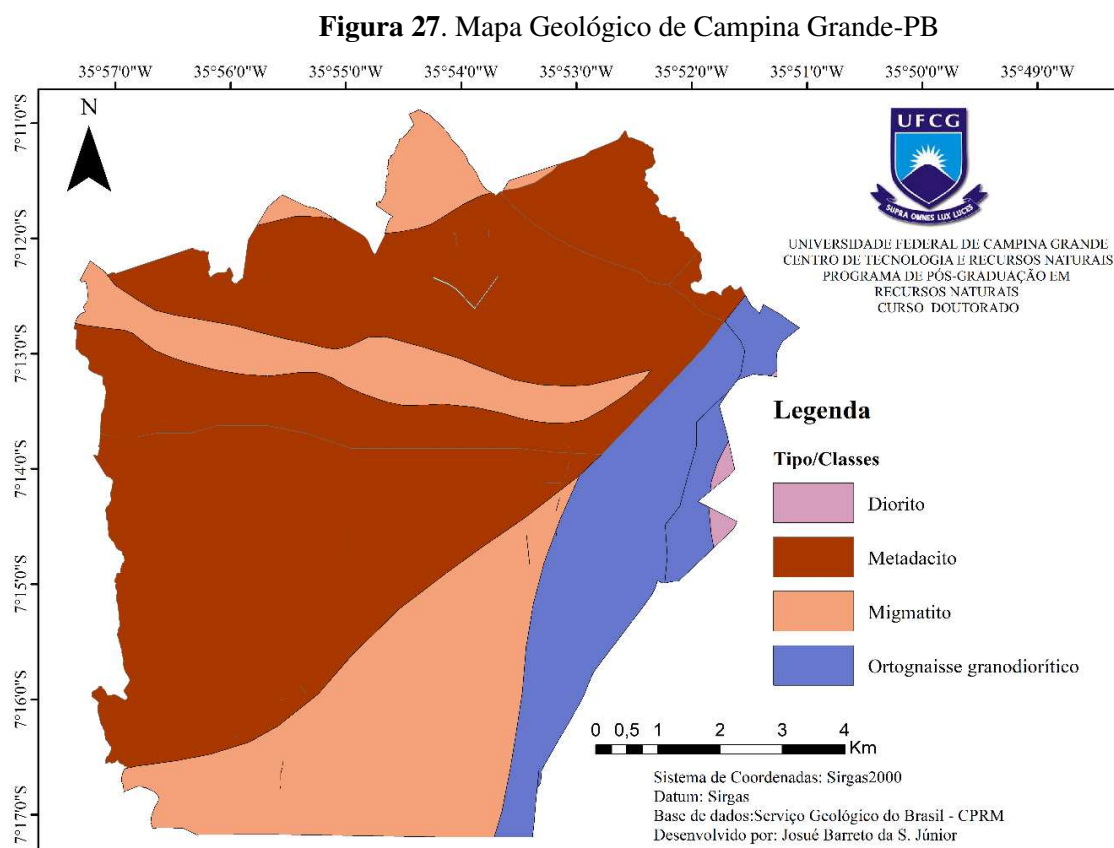 Figura 27. Mapa Geológico de Campina Grande-PB
35°57'0"W 35°56'0"W 35°55'0"W 35°54'0"W 35°53'0"W 35°52'0"W 35°51'0"W 35°50'0"W 35°49'0"W
7°11'0"S
7°12'0"S
7°13'0"S
7°14'0"S
7°15'0"S
7°16'0"S
7°17'0"S
N
UFCG
SUPRA OMNES LUX LUCES
UNIVERSIDADE FEDERAL DE CAMPINA GRANDE
CENTRO DE TECNOLOGIA E RECURSOS NATURAIS
PROGRAMA DE PÓS-GRADUAÇÃO EM
RECURSOS NATURAIS
CURSO DOUTORADO
Legenda
Tipo/Classes
Diorito
Metadacito
Migmatito
Ortognaisse granodiorítico
0 0,5 1 2 3 4
Km
Sistema de Coordenadas: Sirgas2000
Datum: Sirgas
Base de dados:Serviço Geológico do Brasil - CPRM
Desenvolvido por: Josué Barreto da S. Júnior